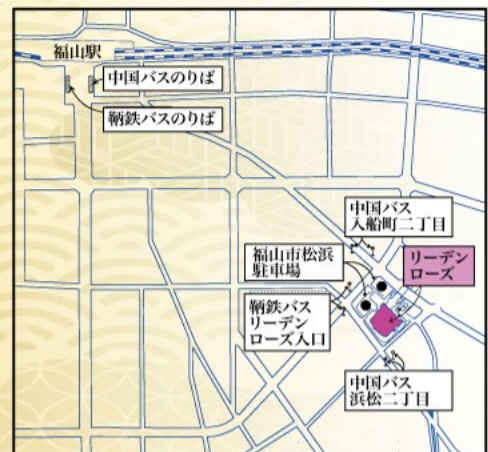 福山駅
中国バスのりば
鞆鉄バスのりば
中国バス
入船町二丁目
福山市松浜
駐車場
リーデン
ローズ
鞆鉄バス
リーデン
ローズ入口
中国バス
浜松二丁目